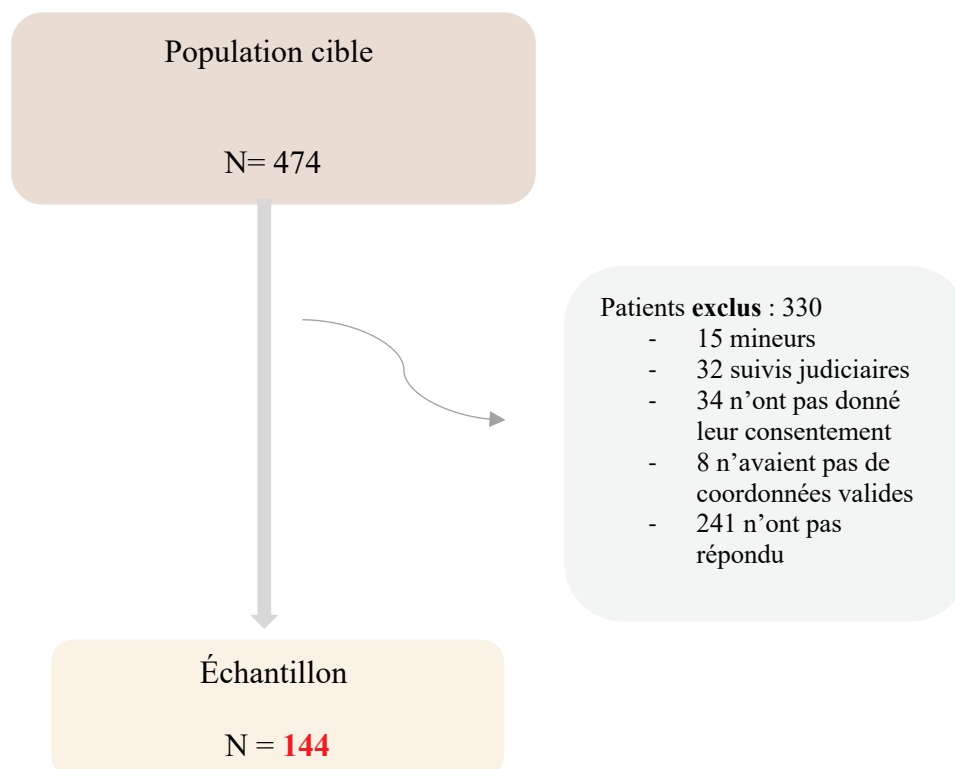 Population cible
N= 474
Patients exclus : 330
- 15 mineurs
- 32 suivis judiciaires
- 34 n’ont pas donné
leur consentement
- 8 n’avaient pas de
coordonnées valides
- 241 n’ont pas
répondu
Échantillon
N = 144